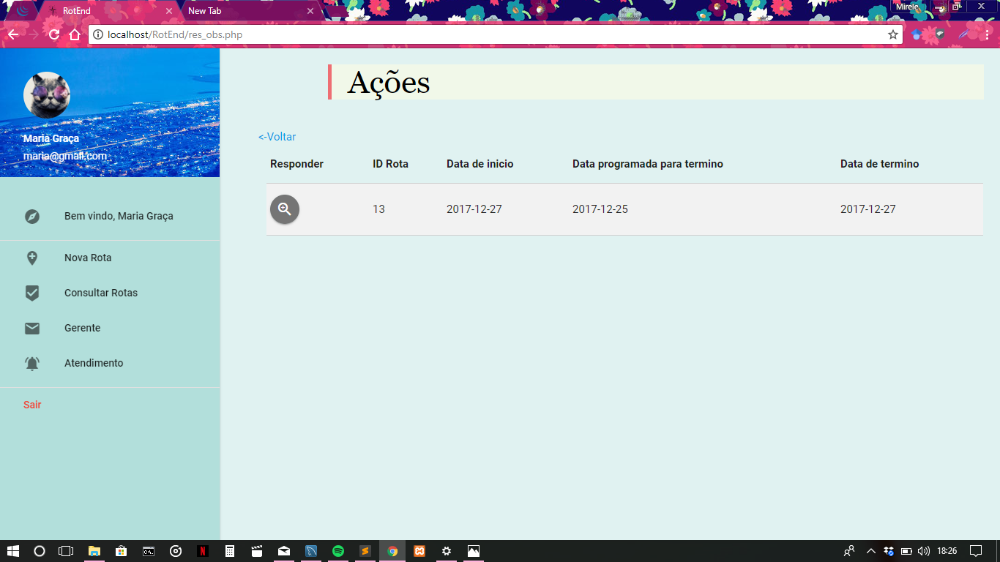 RotEnd
New Tab
Mirele
localhost/RotEnd/res_obs.php
Ações
Maria Graça
maria@gmail.com
<-Voltar
Responder ID Rota Data de inicio Data programada para termino Data de termino
13 2017-12-27 2017-12-25 2017-12-27
Bem vindo, Maria Graça
Nova Rota
Consultar Rotas
Gerente
Atendimento
Sair
18:26